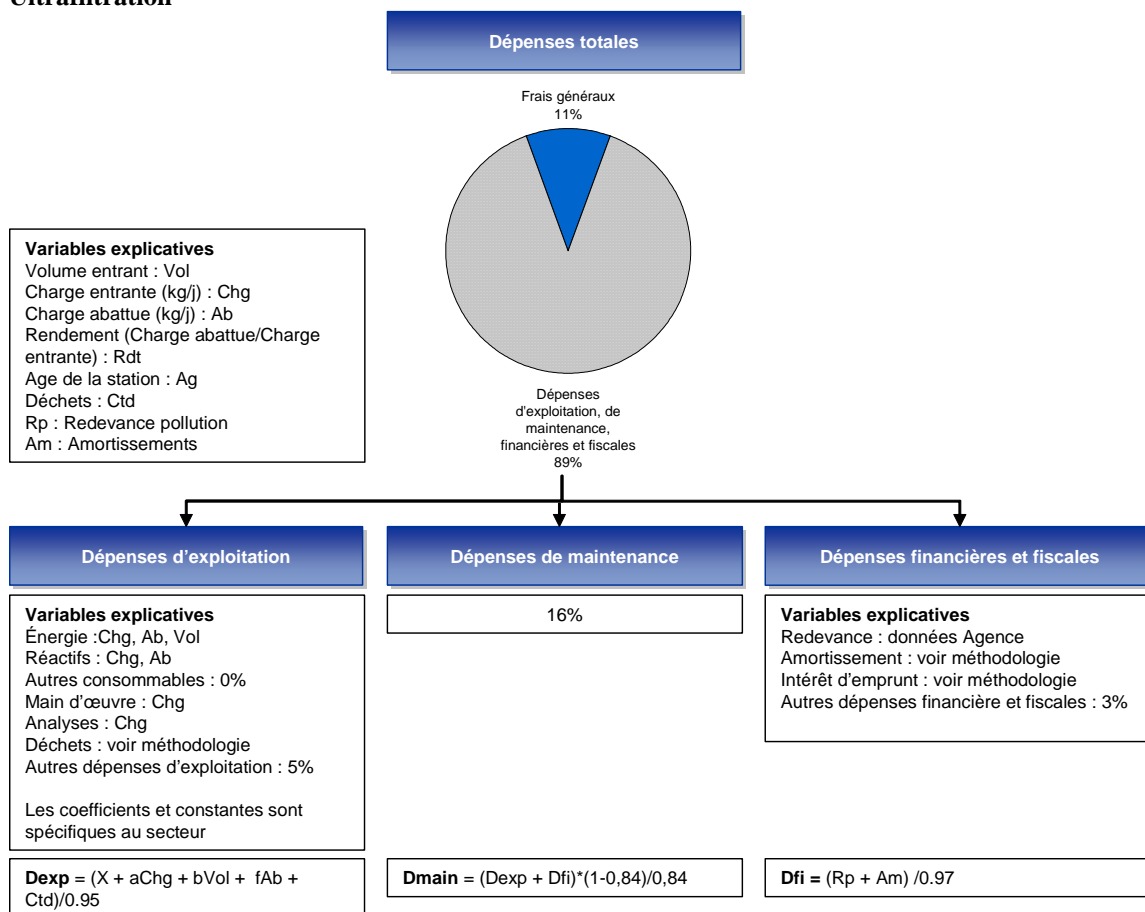 Dépenses totales
Frais généraux
11%
Variables explicatives
Volume entrant : Vol
Charge entrante (kg/j) : Chg
Charge abattue (kg/j) : Ab
Rendement (Charge abattue/Charge
entrante) : Rdt
Age de la station : Ag
Déchets : Ctd
Rp : Redevance pollution
Am : Amortissements
Dépenses
d'exploitation, de
maintenance,
financières et fiscales
89%
Dépenses d'exploitation
Variables explicatives
Énergie :Chg, Ab, Vol
Réactifs : Chg, Ab
Autres consommables : 0%
Main d'œuvre : Chg
Analyses : Chg
Déchets : voir méthodologie
Autres dépenses d'exploitation : 5%
Les coefficients et constantes sont
spécifiques au secteur
Dexp = (X + aChg + bVol + fAb +
Ctd)/0.95
Dépenses de maintenance
16%
Dmain = (Dexp + Dfi)*(1-0,84)/0,84
Dépenses financières et fiscales
Variables explicatives
Redevance : données Agence
Amortissement : voir méthodologie
Intérêt d'emprunt : voir méthodologie
Autres dépenses financière et fiscales : 3%
Dfi = (Rp + Am) /0.97